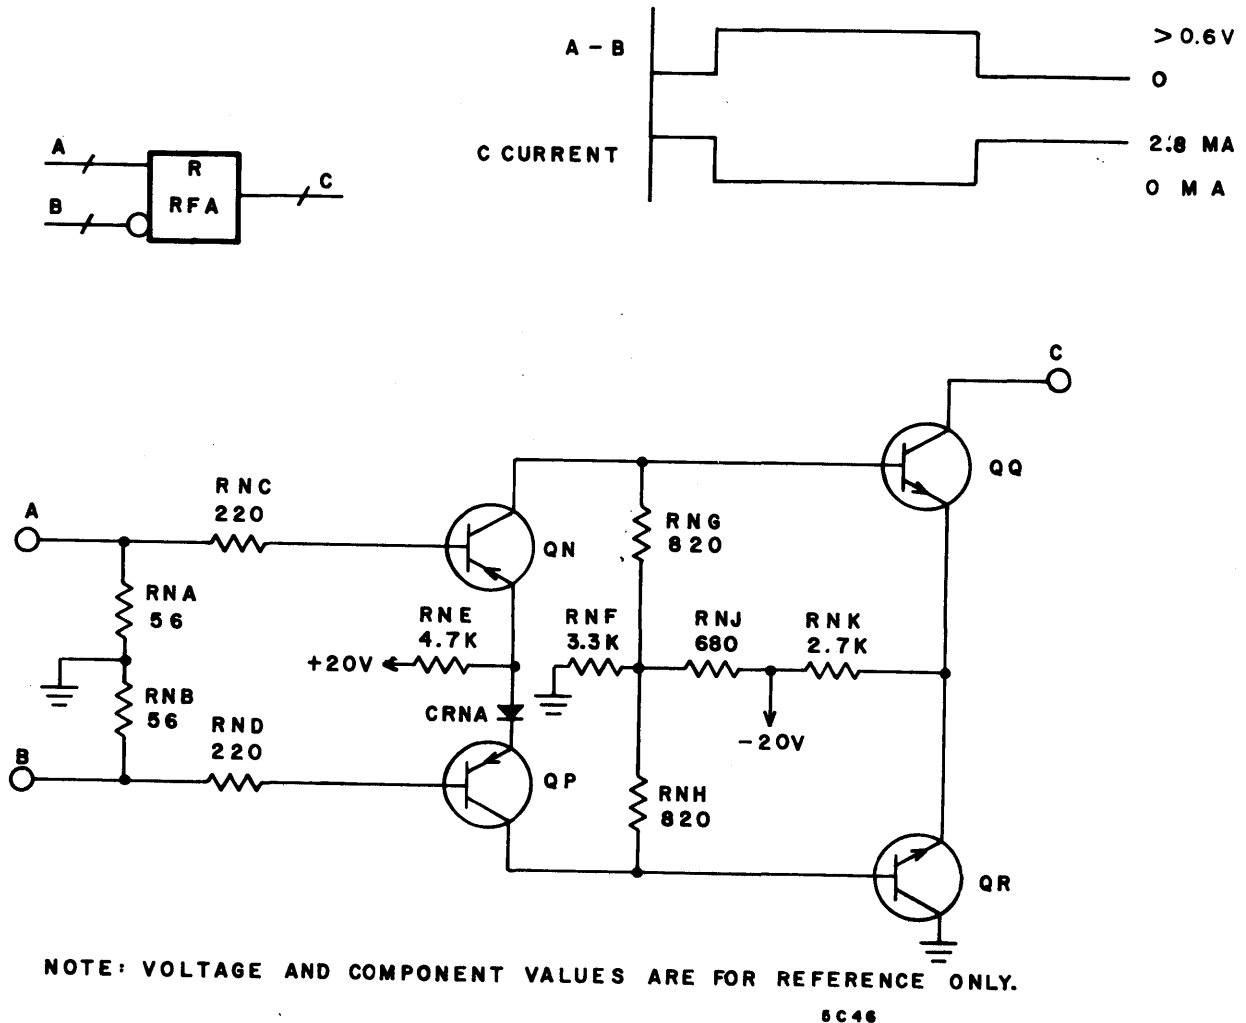 A - B
> 0.6 V
0
C CURRENT
2.8 MA
0 MA
A
B
R
RFA
C
C
QQ
RNC
220
A
QN
RNG
820
RNA
56
RNE
4.7K
RNF
3.3K
RNJ
680
RNK
2.7K
+20V
RNB
56
CRNA
-20V
RND
220
B
QP
RNH
820
QR
NOTE: VOLTAGE AND COMPONENT VALUES ARE FOR REFERENCE ONLY.
5C46